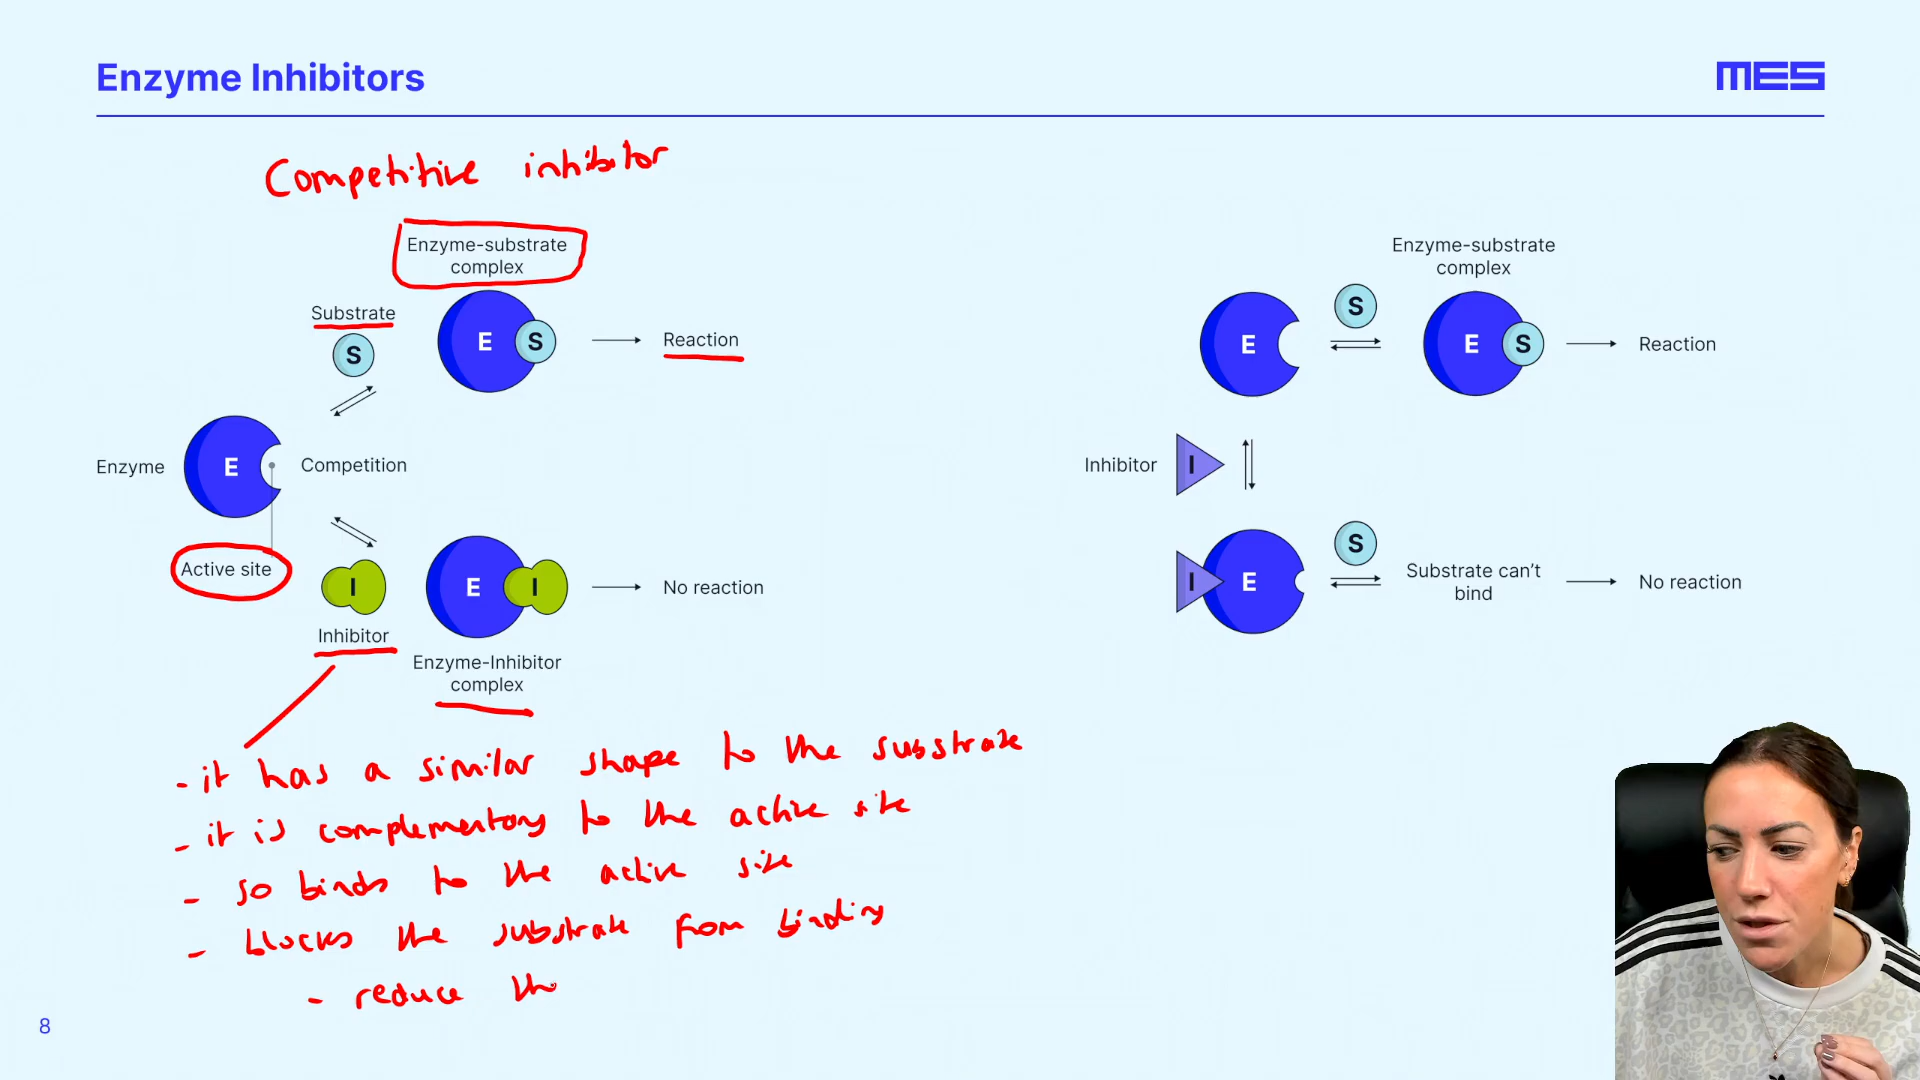 Enzyme Inhibitors
MES
Competitive inhibitor
Enzyme-substrate
complex
Substrate
S
E
S
Reaction
Enzyme
E
Competition
Active site
I
E
I
No reaction
Inhibitor
Enzyme-Inhibitor
complex
- it has a similar shape to the substrate
- it is complementary to the active site
- so binds to the active site
- blocks the substrate from binding
- reduce th
Enzyme-substrate
complex
E
S
E
S
Reaction
Inhibitor
I
I
E
S
Substrate can't
bind
No reaction
8